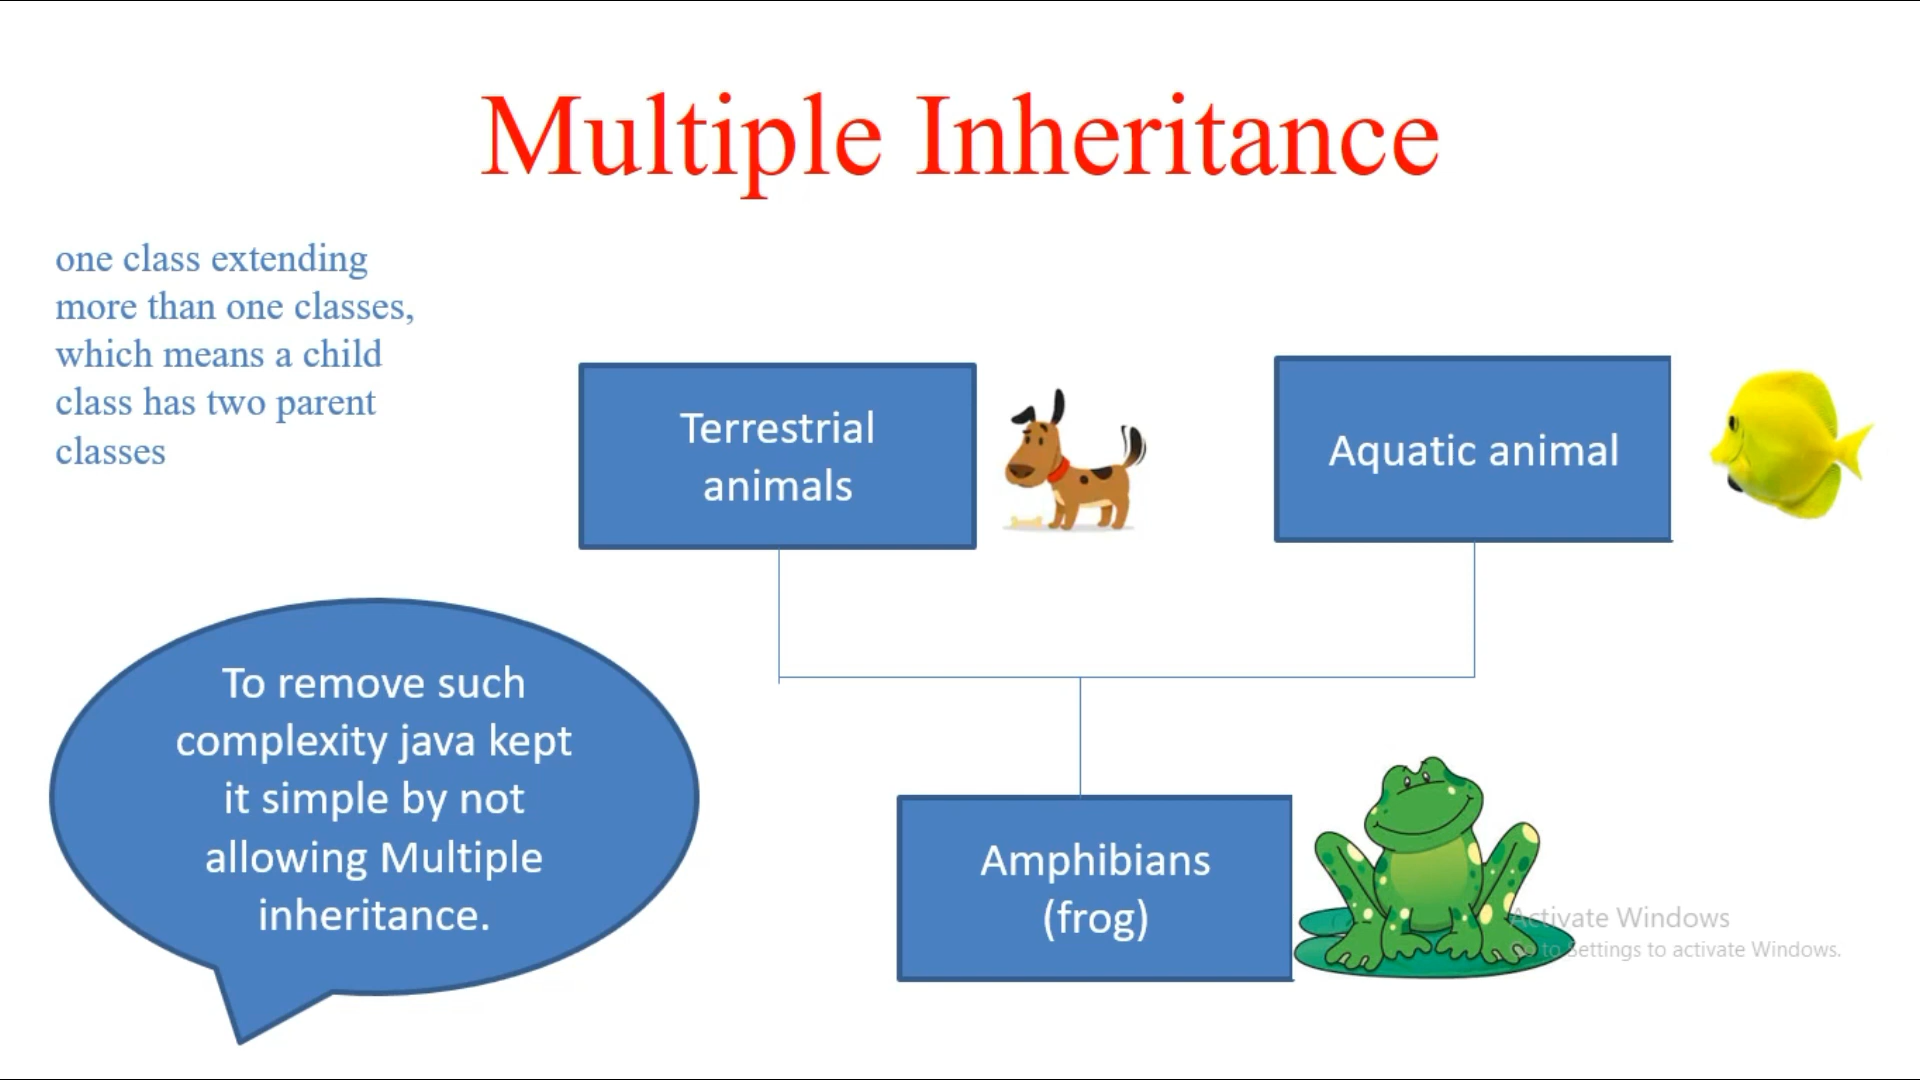 Multiple Inheritance
one class extending
more than one classes,
which means a child
class has two parent
classes
Terrestrial
animals
Aquatic animal
To remove such
complexity java kept
it simple by not
allowing Multiple
inheritance.
Amphibians
(frog)
Activate Windows
Go to Settings to activate Windows.